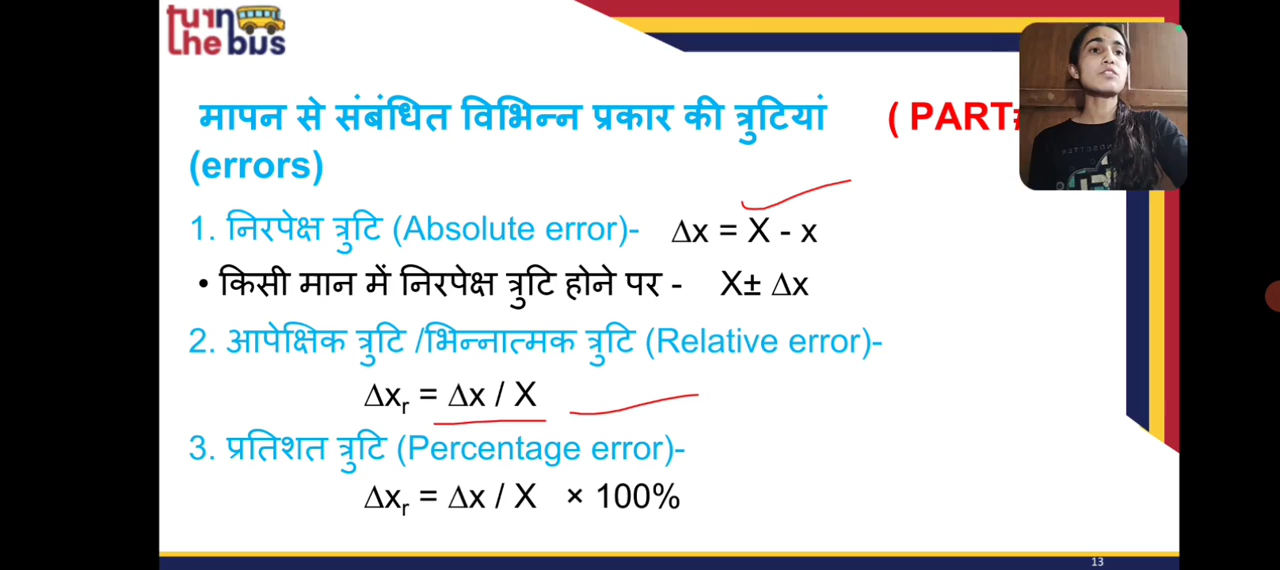 turn
the bus
मापन से संबंधित विभिन्न प्रकार की त्रुटियां ( PART
(errors)
1. निरपेक्ष त्रुटि (Absolute error)- Δx = X - x
• किसी मान में निरपेक्ष त्रुटि होने पर - X± Δx
2. आपेक्षिक त्रुटि /भिन्नात्मक त्रुटि (Relative error)-
Δxr = Δx / X
3. प्रतिशत त्रुटि (Percentage error)-
Δxr = Δx / X × 100%
13